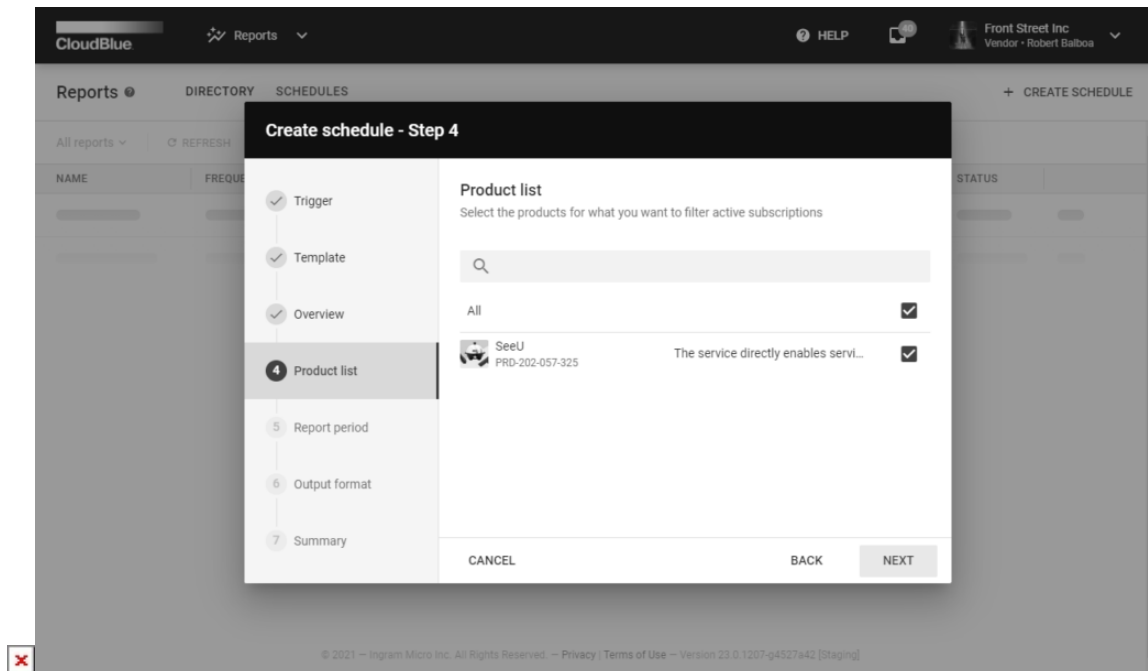 CloudBlue
Reports
HELP
40
Front Street Inc
Vendor • Robert Balboa
Reports
DIRECTORY
SCHEDULES
+ CREATE SCHEDULE
All reports
REFRESH
NAME
FREQUE
STATUS
Create schedule - Step 4
Trigger
Template
Overview
4 Product list
5 Report period
6 Output format
7 Summary
Product list
Select the products for what you want to filter active subscriptions
All
SeeU
PRD-202-057-325
The service directly enables servi...
CANCEL
BACK
NEXT
© 2021 — Ingram Micro Inc. All Rights Reserved. — Privacy | Terms of Use — Version 23.0.1207-g4527a42 [Staging]